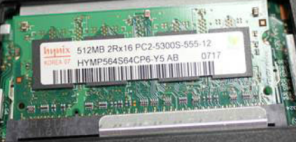 hynix
KOREA 07
512MB 2Rx16 PC2-5300S-555-12
HYMP564S64CP6-Y5 AB 0717